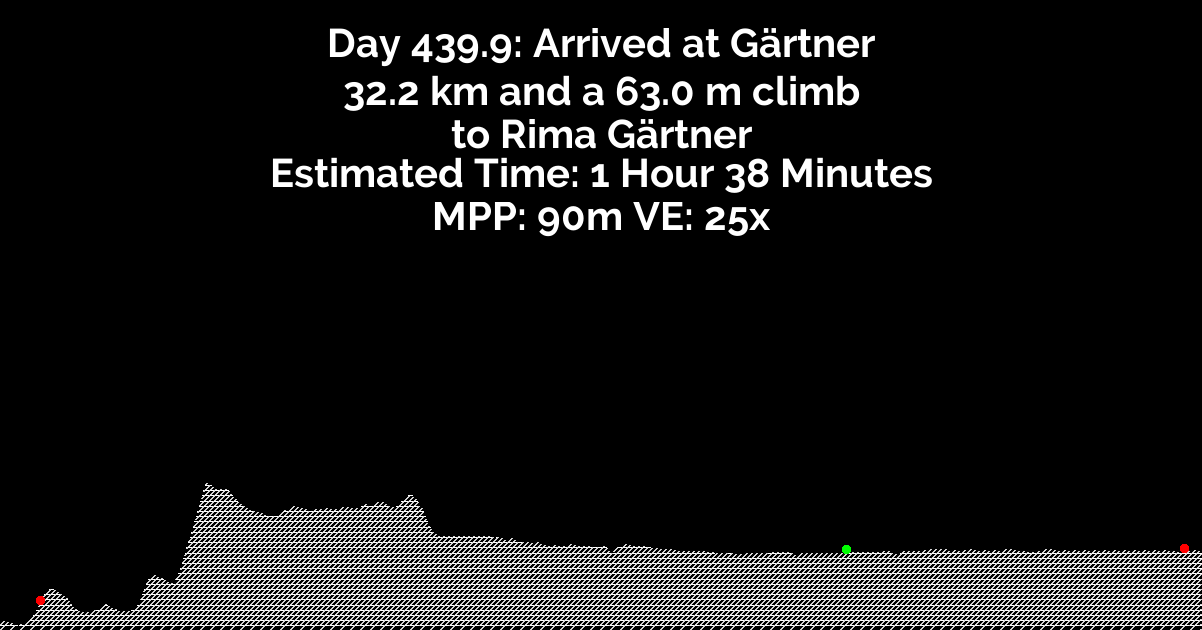 Day 439.9: Arrived at Gärtner
32.2 km and a 63.0 m climb
to Rima Gärtner
Estimated Time: 1 Hour 38 Minutes
MPP: 90m VE: 25x